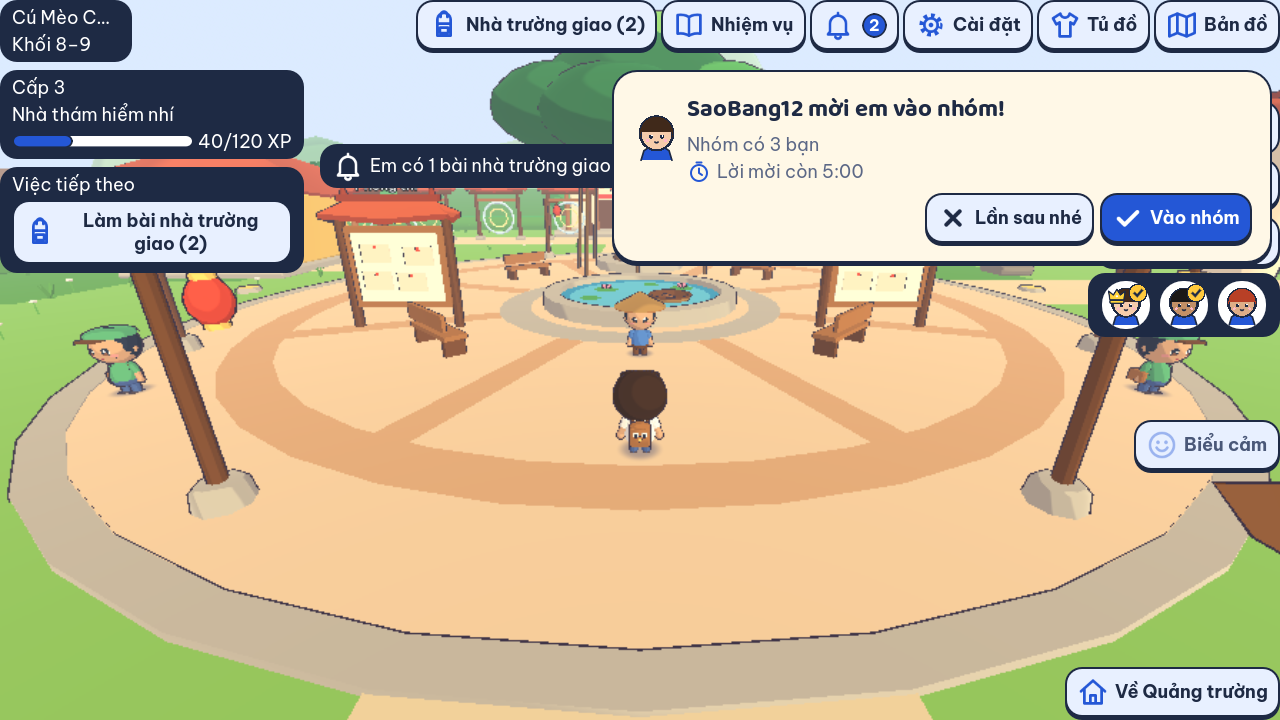 Cú Mèo C...
Khối 8-9
Nhà trường giao (2)
Nhiệm vụ
2
Cài đặt
Tủ đồ
Bản đồ
Cấp 3
Nhà thám hiểm nhí
40/120 XP
Việc tiếp theo
Làm bài nhà trường
giao (2)
Em có 1 bài nhà trường giao
SaoBang12 mời em vào nhóm!
Nhóm có 3 bạn
Lời mời còn 5:00
Lần sau nhé
Vào nhóm
Biểu cảm
Về Quảng trường